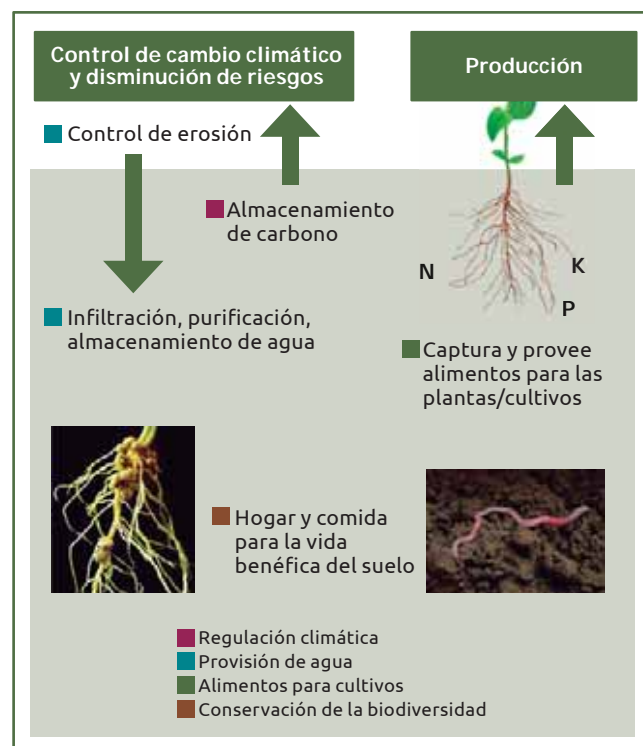 Control de cambio climático
y disminución de riesgos
Producción
Control de erosión
Almacenamiento
de carbono
N
K
P
Infiltración, purificación,
almacenamiento de agua
Captura y provee
alimentos para las
plantas/cultivos
Hogar y comida
para la vida
benéfica del suelo
Regulación climática
Provisión de agua
Alimentos para cultivos
Conservación de la biodiversidad